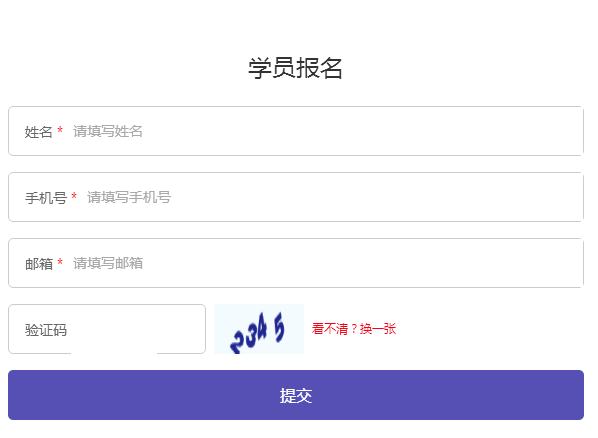 学员报名
姓名 * 请填写姓名
手机号 * 请填写手机号
邮箱 * 请填写邮箱
验证码 2345 看不清？换一张
提交